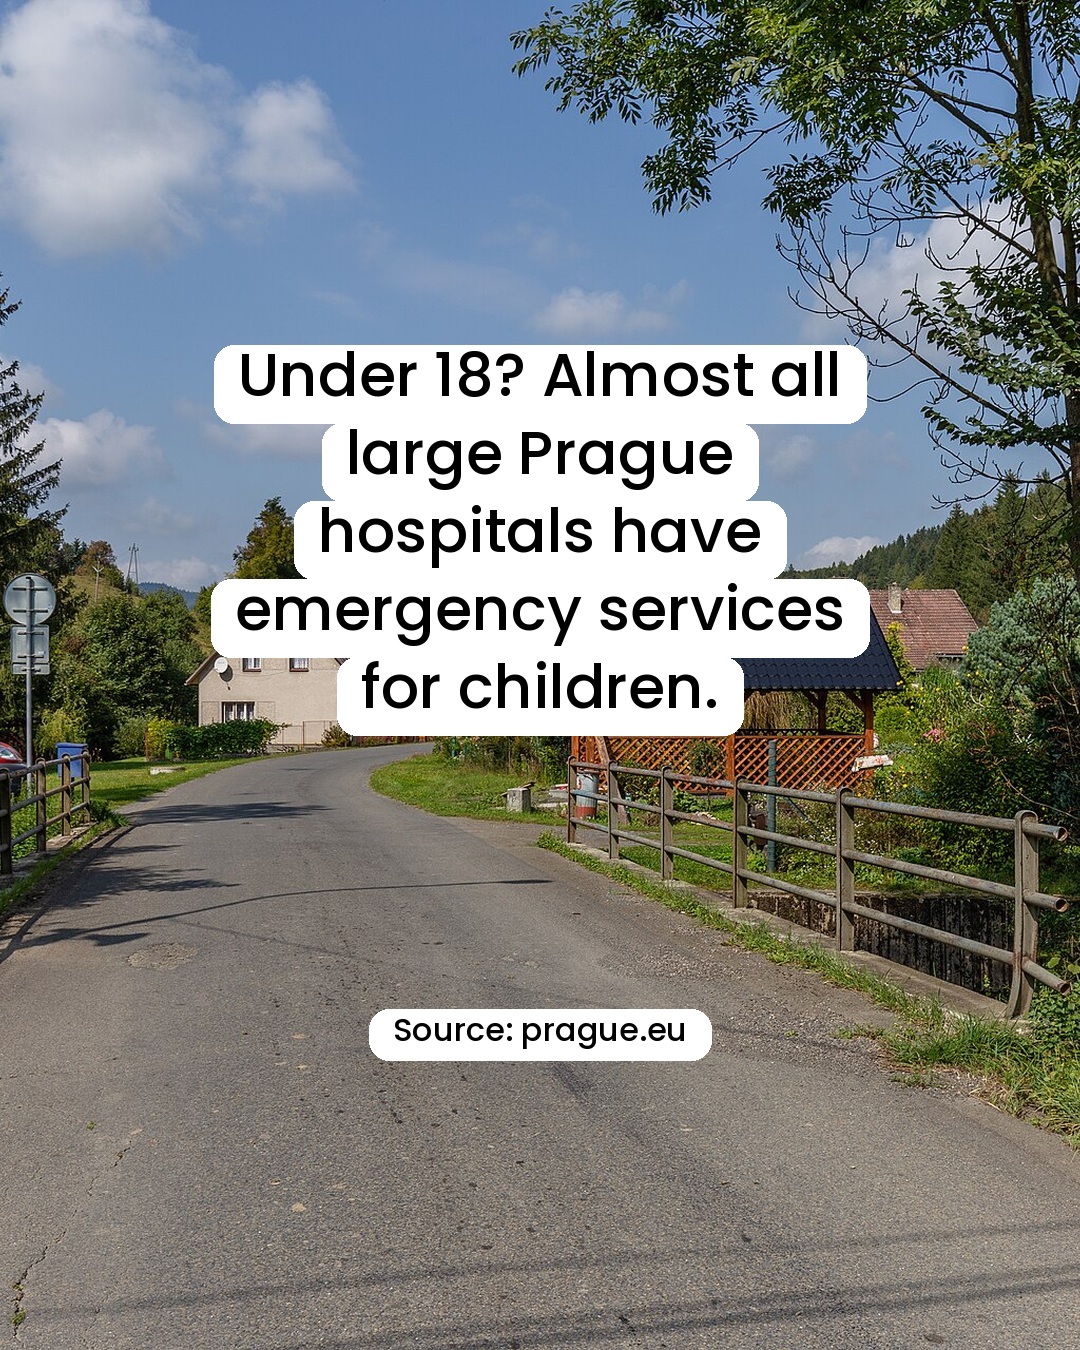 Under 18? Almost all
large Prague
hospitals have
emergency services
for children.
Source: prague.eu